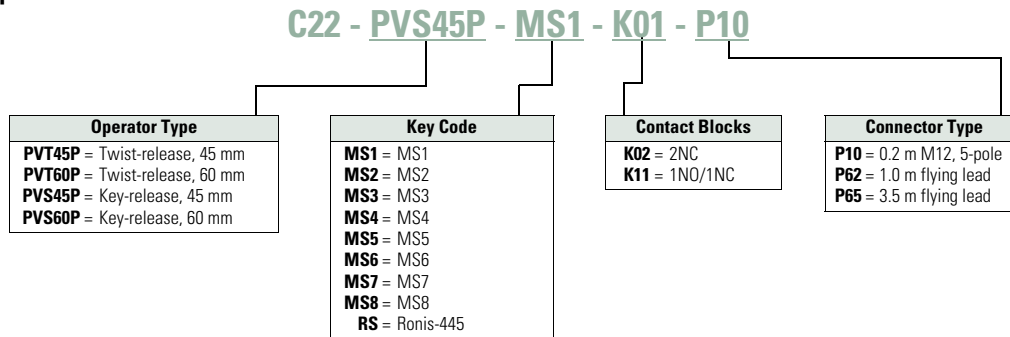 C22 - PVS45P - MS1 - K01 - P10
Operator Type
PVT45P = Twist-release, 45 mm
PVT60P = Twist-release, 60 mm
PVS45P = Key-release, 45 mm
PVS60P = Key-release, 60 mm
Key Code
MS1 = MS1
MS2 = MS2
MS3 = MS3
MS4 = MS4
MS5 = MS5
MS6 = MS6
MS7 = MS7
MS8 = MS8
RS = Ronis-445
Contact Blocks
K02 = 2NC
K11 = 1NO/1NC
Connector Type
P10 = 0.2 m M12, 5-pole
P62 = 1.0 m flying lead
P65 = 3.5 m flying lead